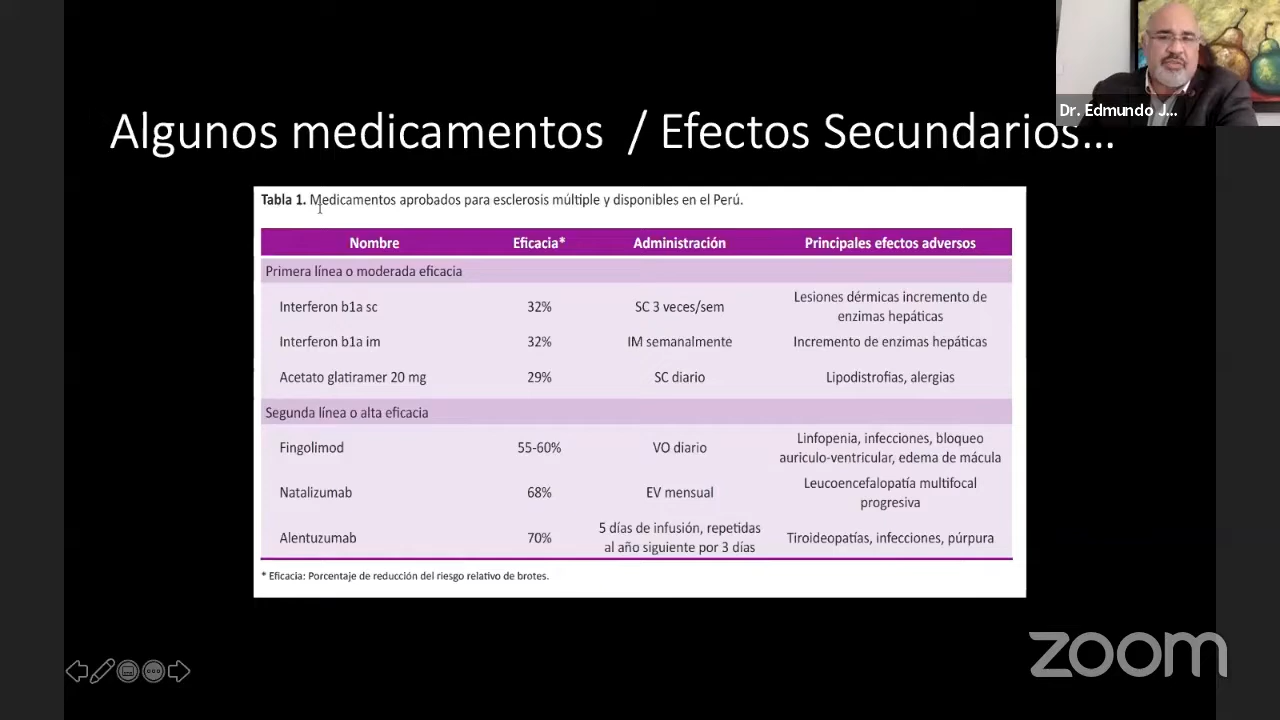 Dr. Edmundo J...
Algunos medicamentos / Efectos Secundarios...
Tabla 1. Medicamentos aprobados para esclerosis múltiple y disponibles en el Perú.
Nombre Eficacia* Administración Principales efectos adversos
Primera línea o moderada eficacia
Interferon b1a sc 32% SC 3 veces/sem Lesiones dérmicas incremento de
enzimas hepáticas
Interferon b1a im 32% IM semanalmente Incremento de enzimas hepáticas
Acetato glatiramer 20 mg 29% SC diario Lipodistrofias, alergias
Segunda línea o alta eficacia
Fingolimod 55-60% VO diario Linfopenia, infecciones, bloqueo
auriculo-ventricular, edema de mácula
Natalizumab 68% EV mensual Leucoencefalopatía multifocal
progresiva
Alentuzumab 70% 5 días de infusión, repetidas
al año siguiente por 3 días Tiroideopatías, infecciones, púrpura
* Eficacia: Porcentaje de reducción del riesgo relativo de brotes.
zoom